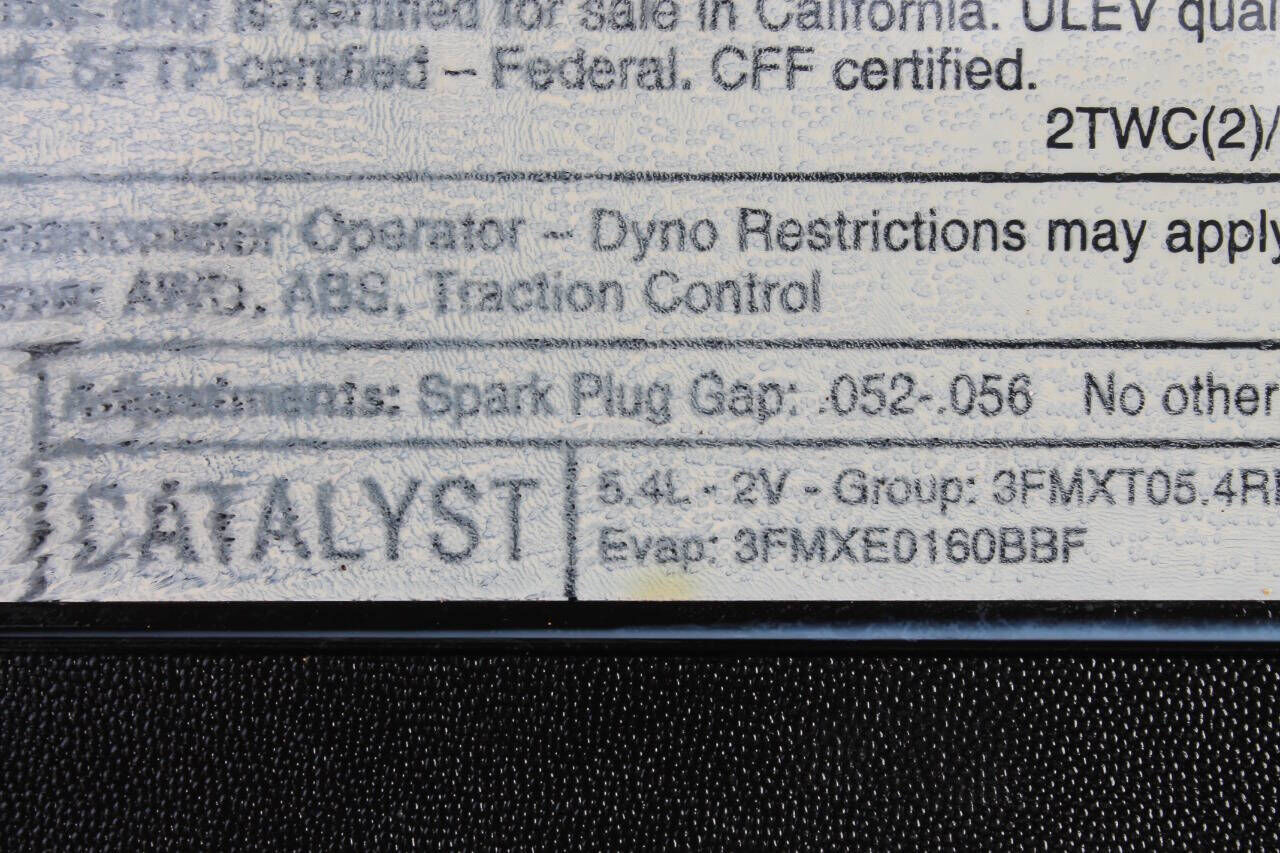 is certified for sale in California. ULEV
SFTP certified – Federal. CFF certified.
2TWC(2)/
Operator – Dyno Restrictions may apply
AWD, ABS, Traction Control
Adjustments: Spark Plug Gap: .052-.056 No other
CATALYST
5.4L - 2V - Group: 3FMXT05.4R
Evap: 3FMXE0160BBF